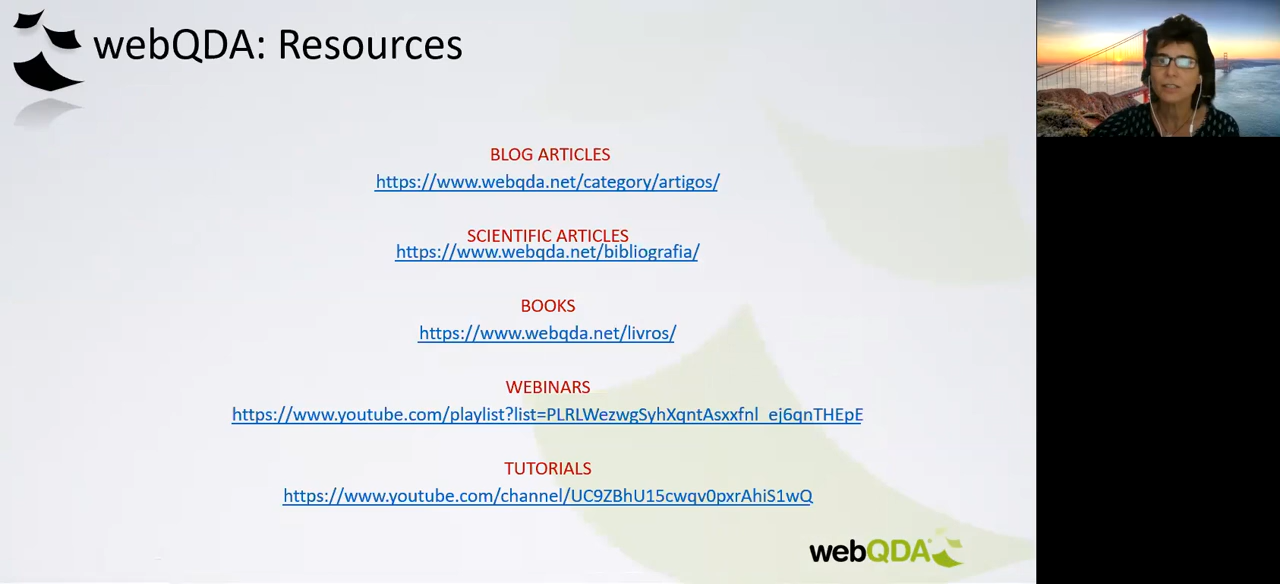 webQDA: Resources
BLOG ARTICLES
https://www.webqda.net/category/artigos/
SCIENTIFIC ARTICLES
https://www.webqda.net/bibliografia/
BOOKS
https://www.webqda.net/livros/
WEBINARS
https://www.youtube.com/playlist?list=PLRLWezwgSyhXqntAsxxfnl_ej6qnTHEpE
TUTORIALS
https://www.youtube.com/channel/UC9ZBhU15cwqv0pxrAhiS1wQ
webQDA